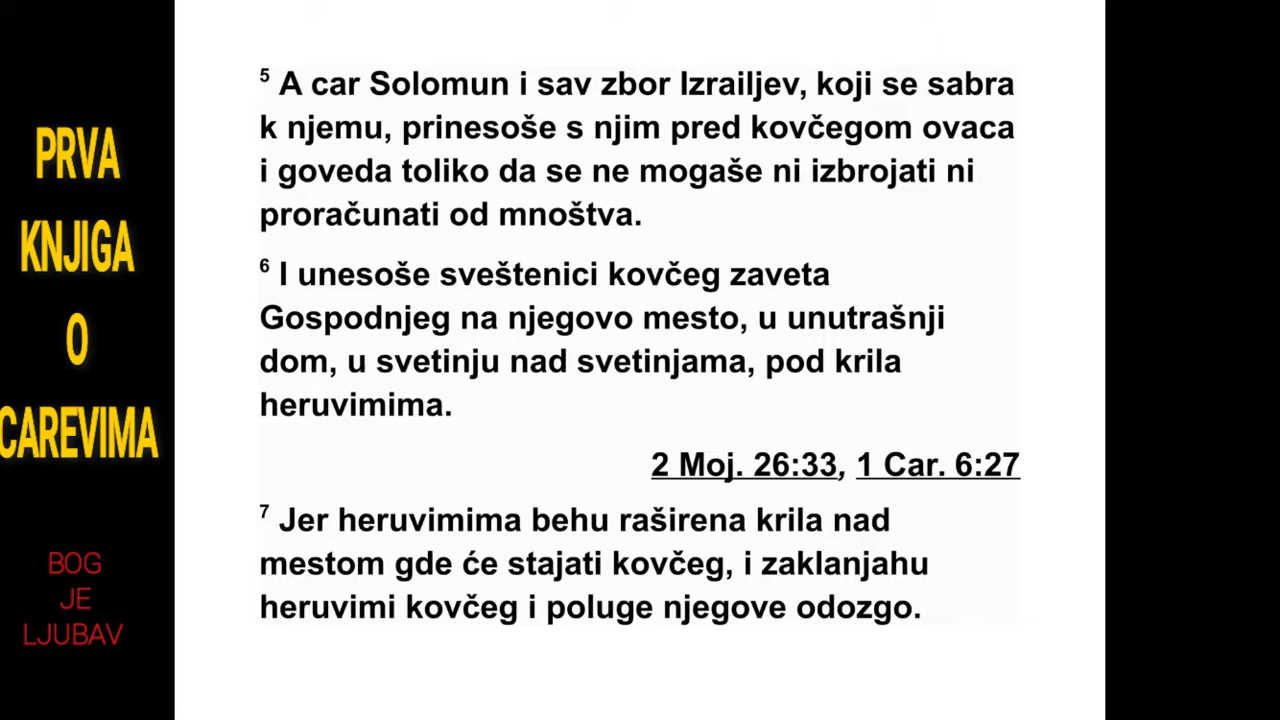 PRVA
KNJIGA
O
CAREVIMA
BOG
JE
LJUBAV
5 A car Solomun i sav zbor Izrailjev, koji se sabra
k njemu, prinesoše s njim pred kovčegom ovaca
i goveda toliko da se ne mogaše ni izbrojati ni
proračunati od mnoštva.
6 I unesoše sveštenici kovčeg zaveta
Gospodnjeg na njegovo mesto, u unutrašnji
dom, u svetinju nad svetinjama, pod krila
heruvimima.
2 Moj. 26:33, 1 Car. 6:27
7 Jer heruvimima behu raširena krila nad
mestom gde će stajati kovčeg, i zaklanjahu
heruvimi kovčeg i poluge njegove odozgo.